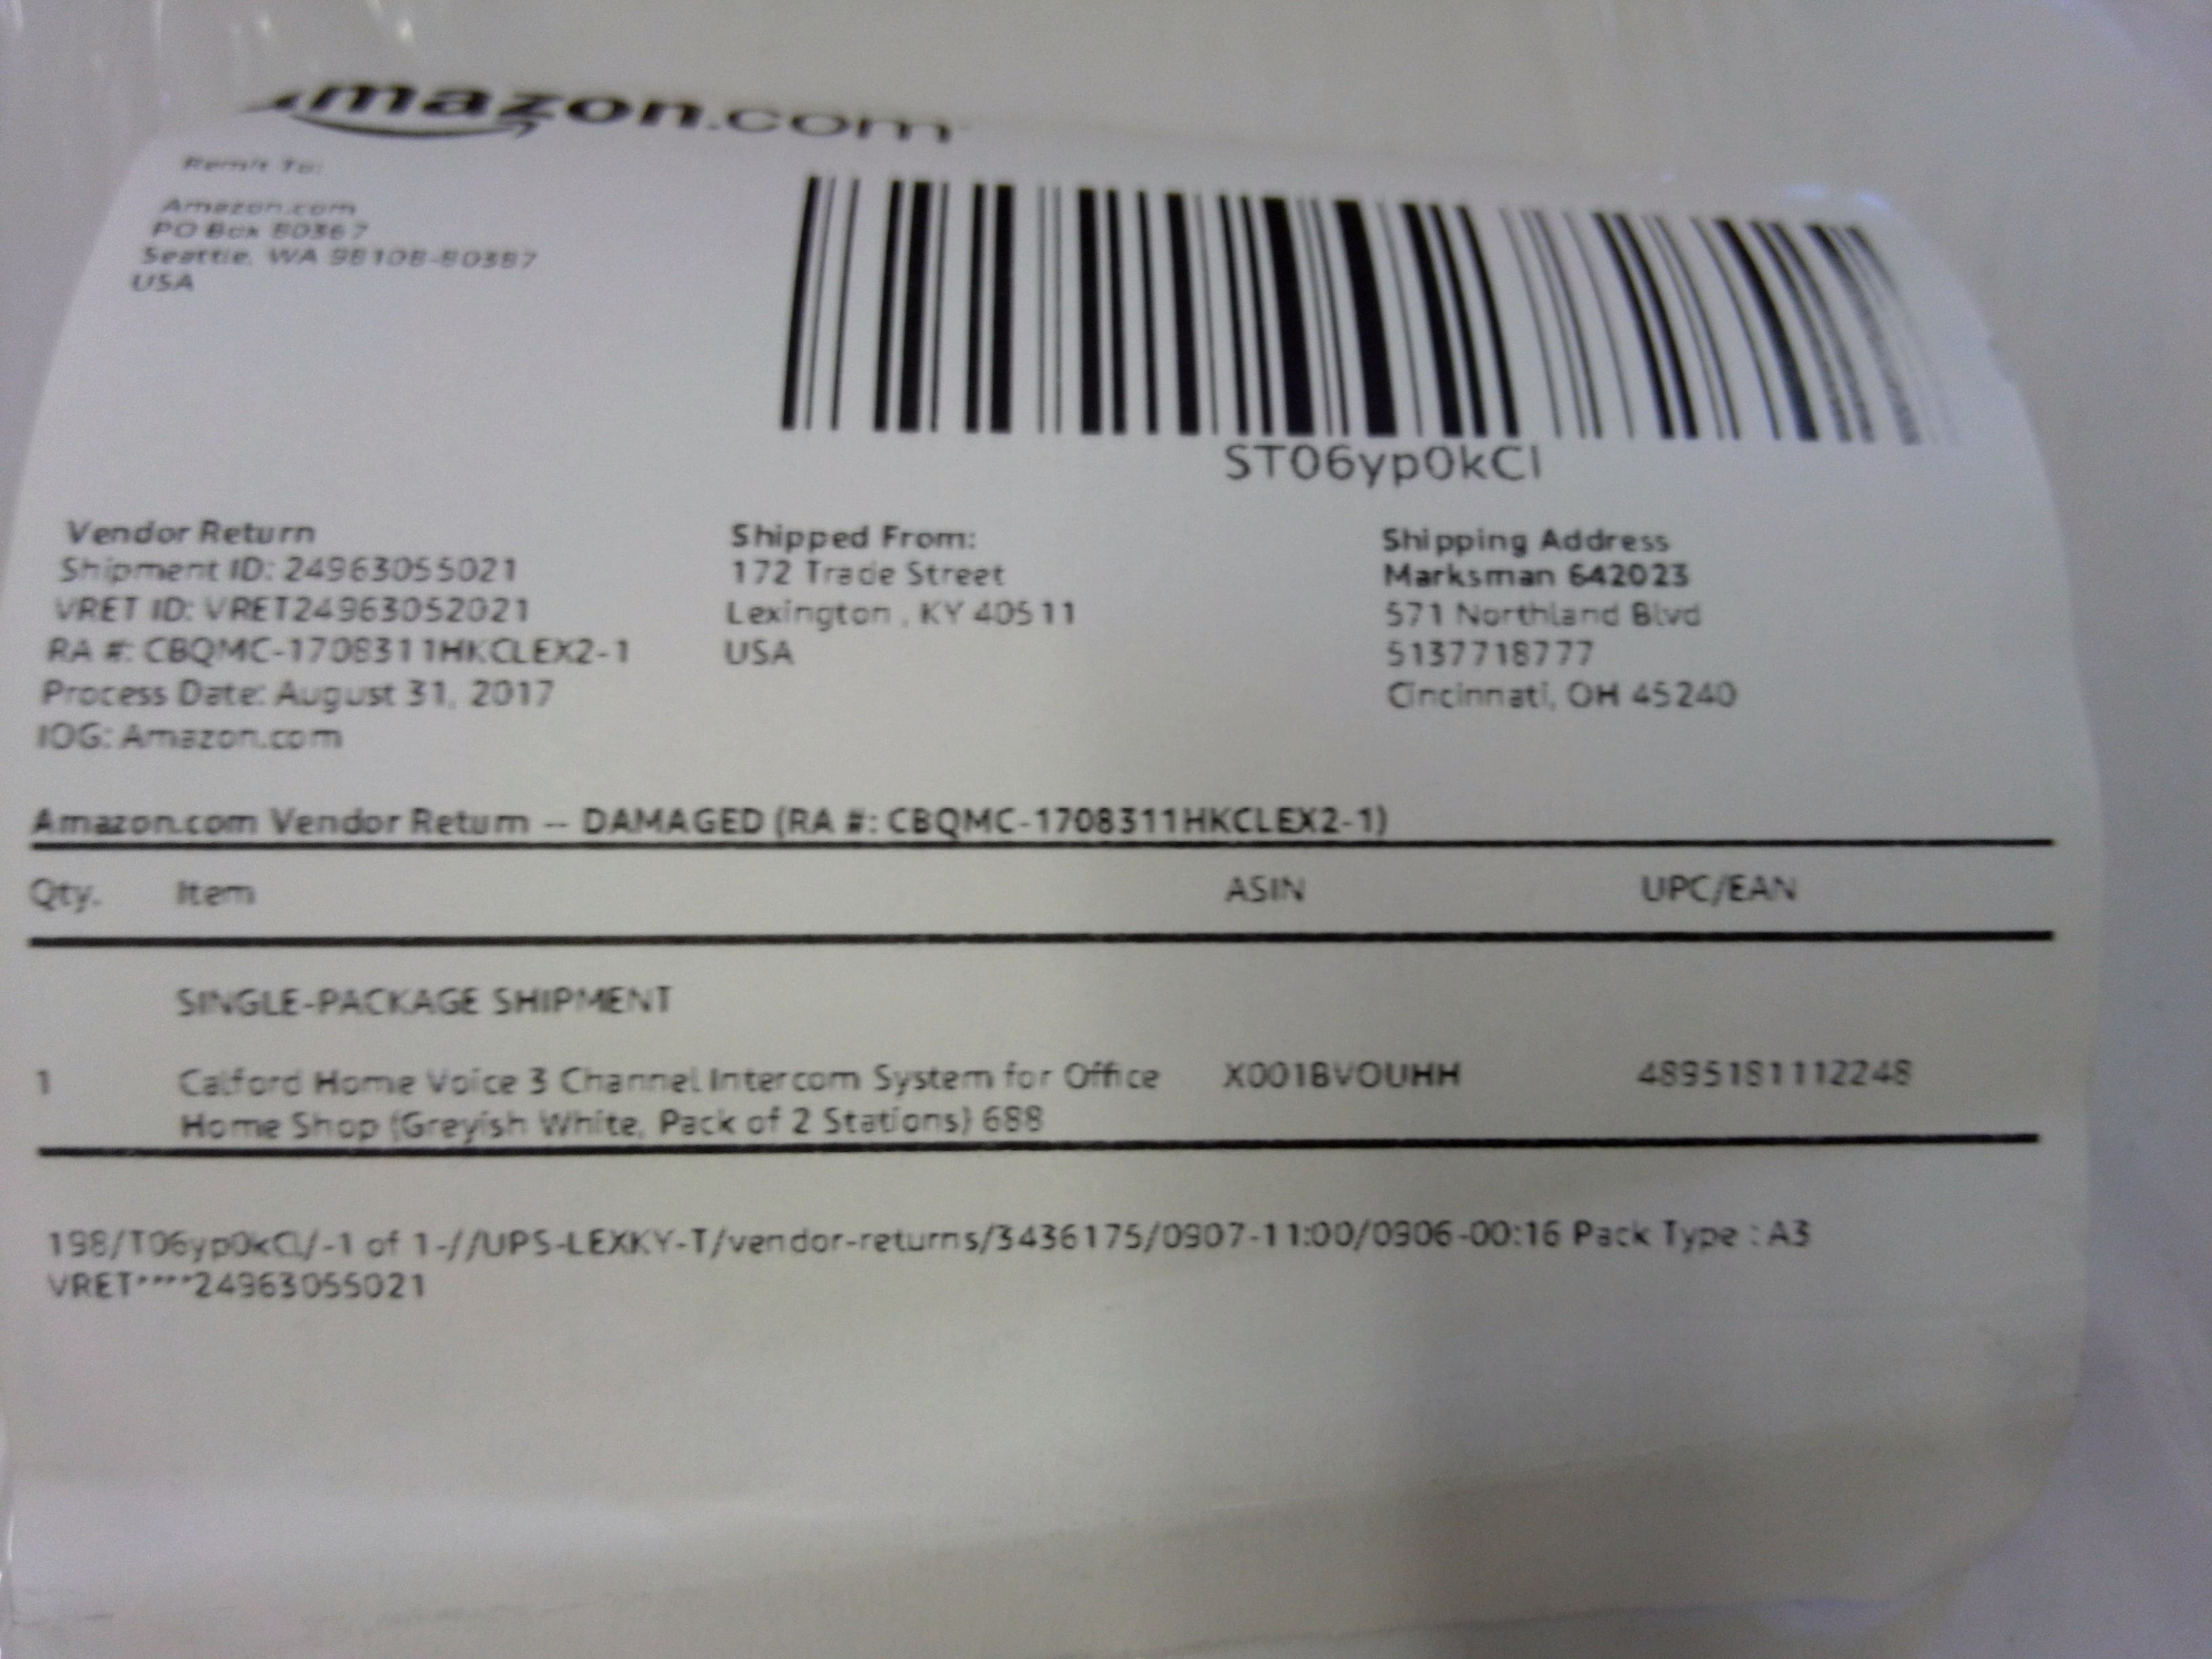 amazon.com
Remit To:
Amazon.com
PO Box 80387
Seattle, WA 98108-80387
USA
ST06yp0kCl
Vendor Return
Shipment ID: 24963055021
VRET ID: VRET24963052021
RA #: CBQMC-1708311HKCLEX2-1
Process Date: August 31, 2017
IOG: Amazon.com
Shipped From:
172 Trade Street
Lexington , KY 40511
USA
Shipping Address
Marksman 642023
571 Northland Blvd
5137718777
Cincinnati, OH 45240
Amazon.com Vendor Return -- DAMAGED (RA #: CBQMC-1708311HKCLEX2-1)
Qty. Item ASIN UPC/EAN
SINGLE-PACKAGE SHIPMENT
1 Calford Home Voice 3 Channel Intercom System for Office X001BVOUHH 4895181112248
Home Shop (Greyish White, Pack of 2 Stations) 688
198/T06yp0kCl/-1 of 1-//UPS-LEXKY-T/vendor-returns/3436175/0907-11:00/0906-00:16 Pack Type : A3
VRET****24963055021